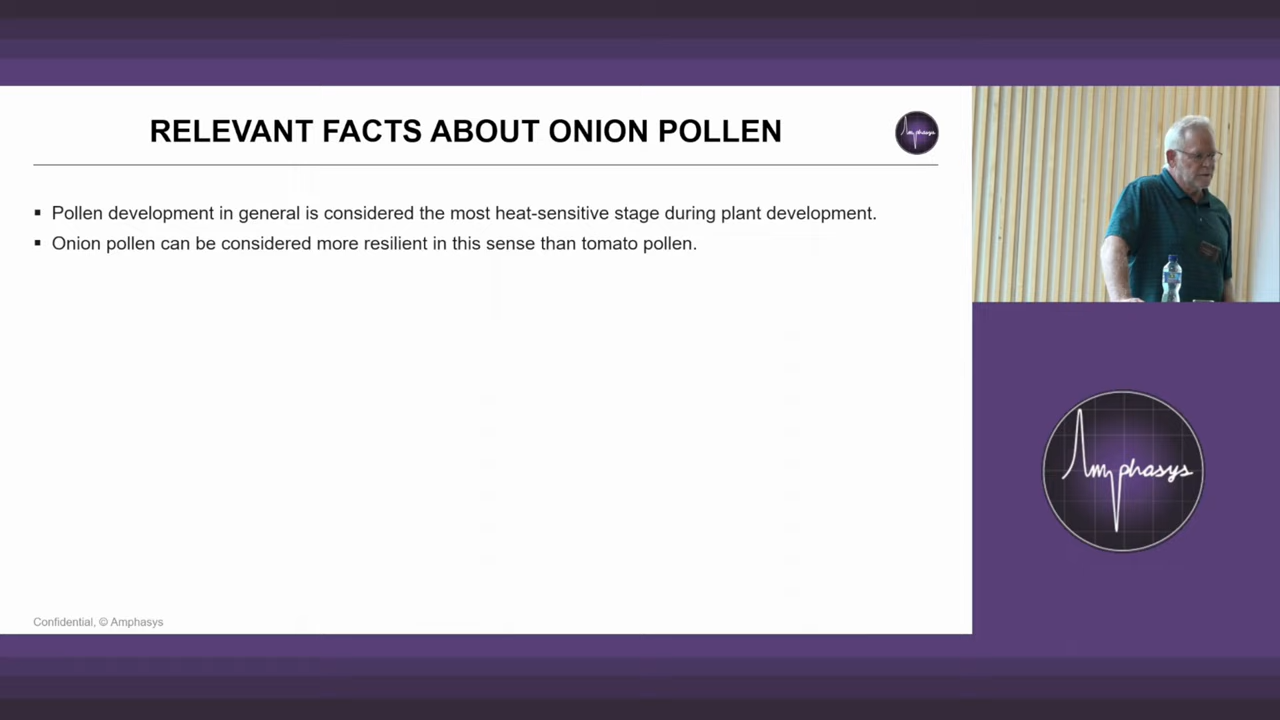 RELEVANT FACTS ABOUT ONION POLLEN
Amphasys
▪ Pollen development in general is considered the most heat-sensitive stage during plant development.
▪ Onion pollen can be considered more resilient in this sense than tomato pollen.
Amphasys
Confidential, © Amphasys